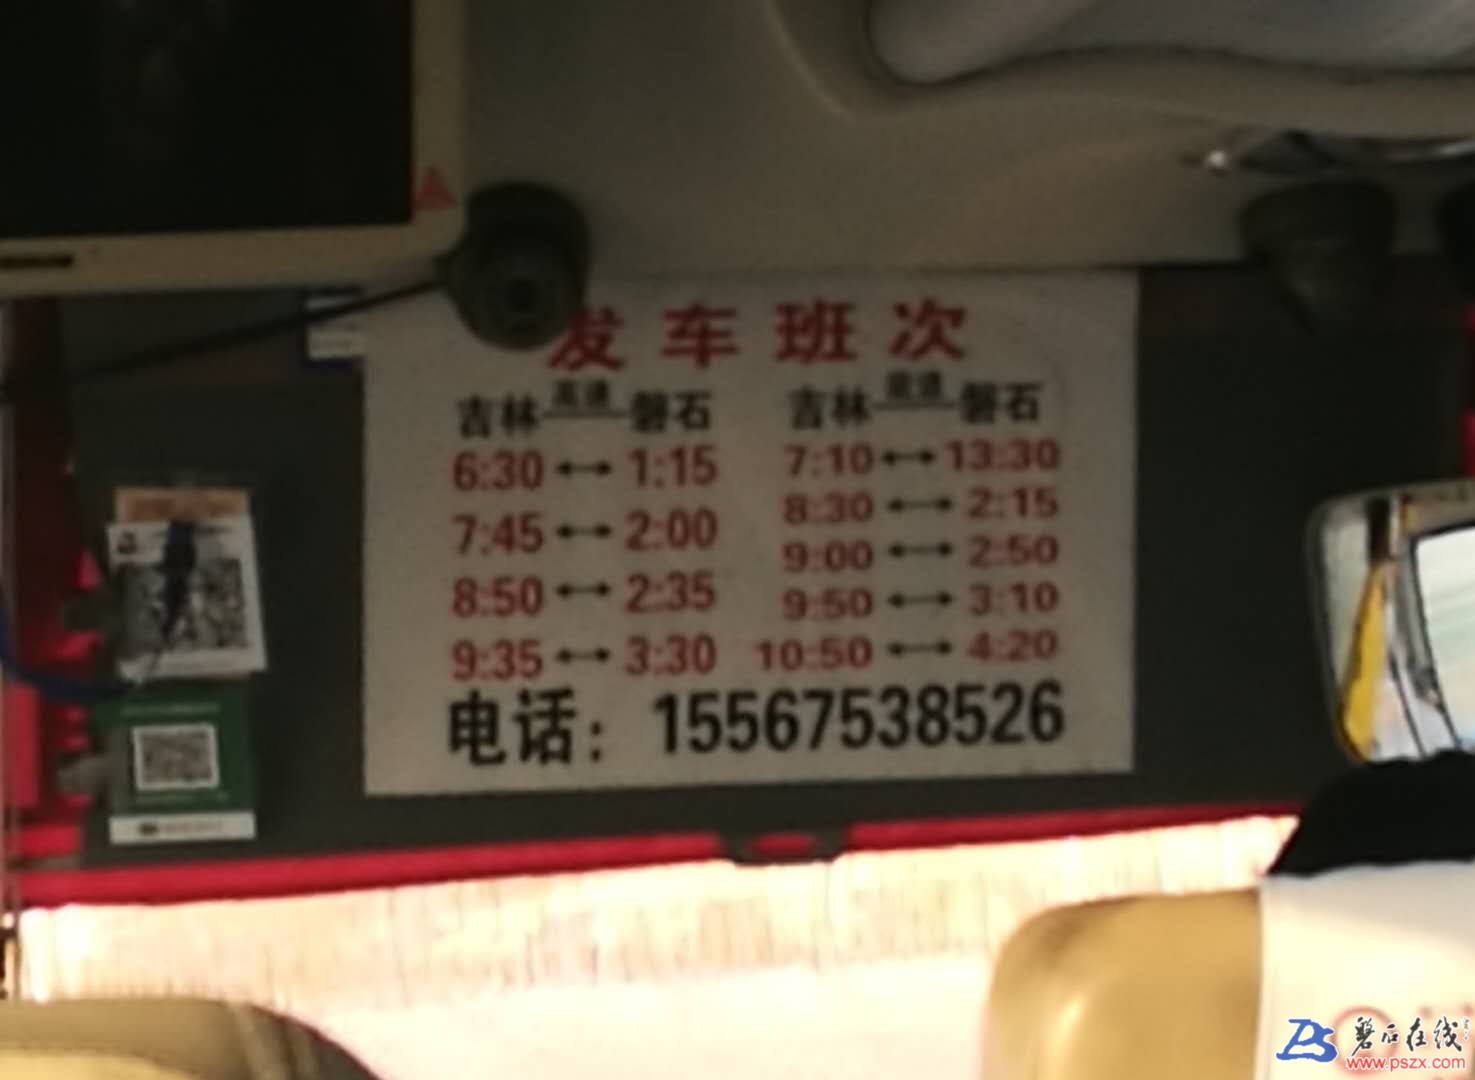 发车班次
吉林 高速 磐石 吉林 磐石
6:30 ↔ 1:15 7:10 ↔ 13:30
7:45 ↔ 2:00 8:30 ↔ 2:15
8:50 ↔ 2:35 9:00 ↔ 2:50
9:35 ↔ 3:30 9:50 ↔ 3:10
10:50 ↔ 4:20
电话：15567538526
磐石在线
www.pszx.com